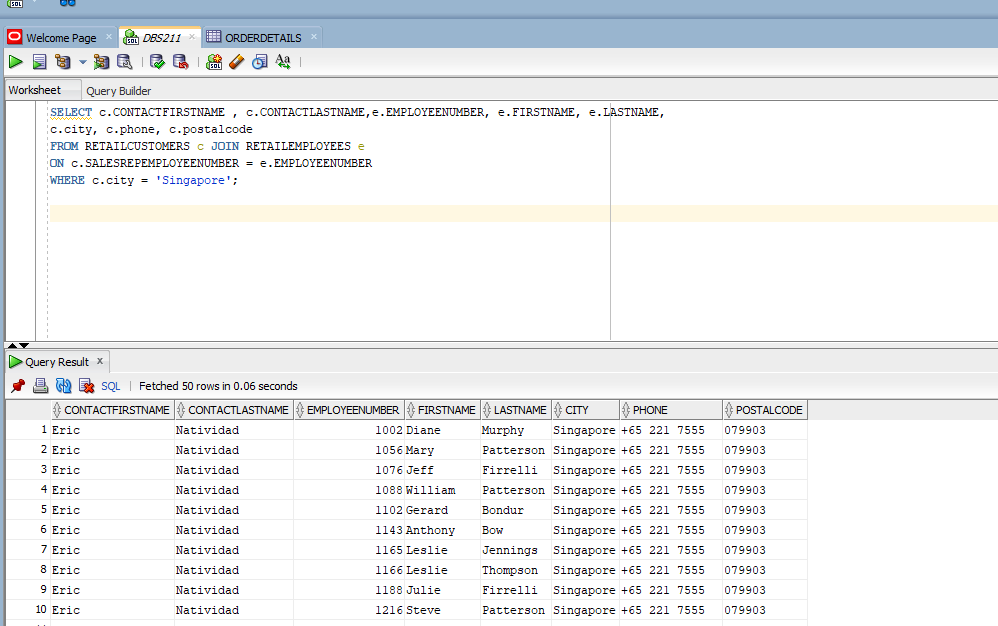 SQL
Welcome Page
DBS211
ORDERDETAILS
SQL
Aa
Worksheet
Query Builder
SELECT c.CONTACTFIRSTNAME , c.CONTACTLASTNAME,e.EMPLOYEENUMBER, e.FIRSTNAME, e.LASTNAME,
c.city, c.phone, c.postalcode
FROM RETAILCUSTOMERS c JOIN RETAILEMPLOYEES e
ON c.SALESREPEMPLOYEENUMBER = e.EMPLOYEENUMBER
WHERE c.city = 'Singapore';
Query Result
SQL | Fetched 50 rows in 0.06 seconds
CONTACTFIRSTNAME CONTACTLASTNAME EMPLOYEENUMBER FIRSTNAME LASTNAME CITY PHONE POSTALCODE
1 Eric Natividad 1002 Diane Murphy Singapore +65 221 7555 079903
2 Eric Natividad 1056 Mary Patterson Singapore +65 221 7555 079903
3 Eric Natividad 1076 Jeff Firrelli Singapore +65 221 7555 079903
4 Eric Natividad 1088 William Patterson Singapore +65 221 7555 079903
5 Eric Natividad 1102 Gerard Bondur Singapore +65 221 7555 079903
6 Eric Natividad 1143 Anthony Bow Singapore +65 221 7555 079903
7 Eric Natividad 1165 Leslie Jennings Singapore +65 221 7555 079903
8 Eric Natividad 1166 Leslie Thompson Singapore +65 221 7555 079903
9 Eric Natividad 1188 Julie Firrelli Singapore +65 221 7555 079903
10 Eric Natividad 1216 Steve Patterson Singapore +65 221 7555 079903